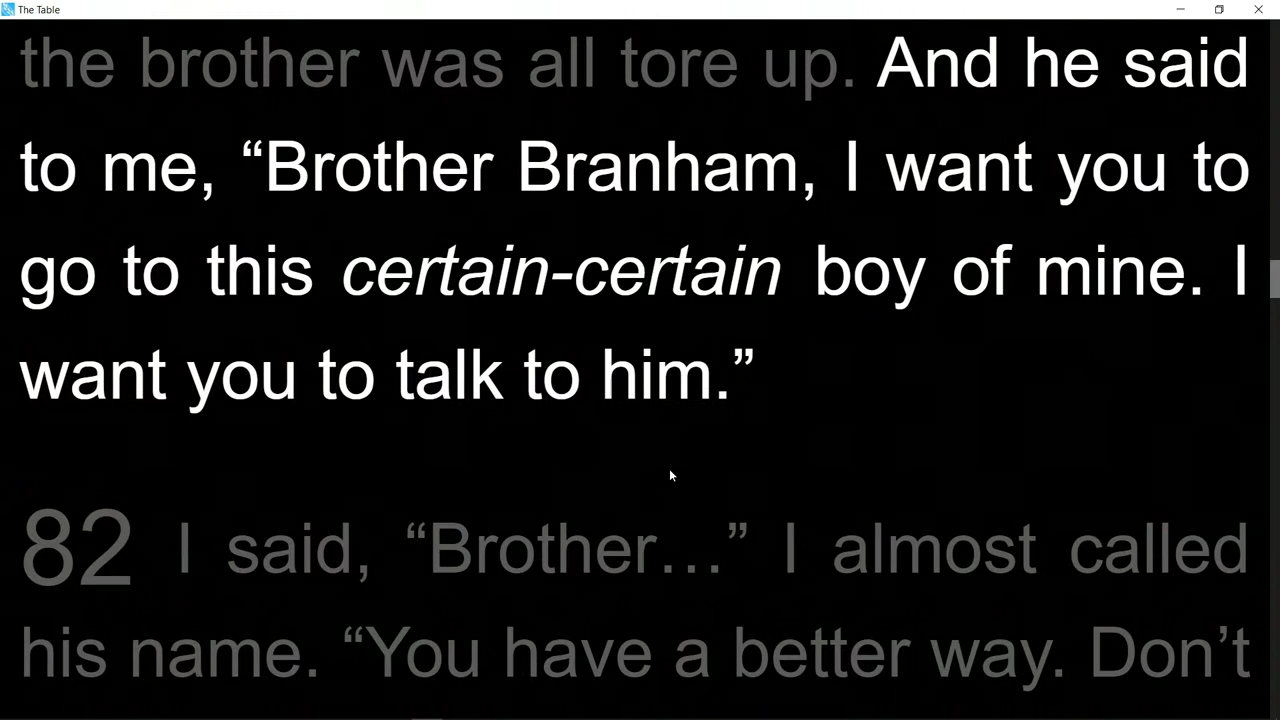 The Table
the brother was all tore up. And he said
to me, “Brother Branham, I want you to
go to this certain-certain boy of mine. I
want you to talk to him.”
82 I said, “Brother…” I almost called
his name. “You have a better way. Don’t